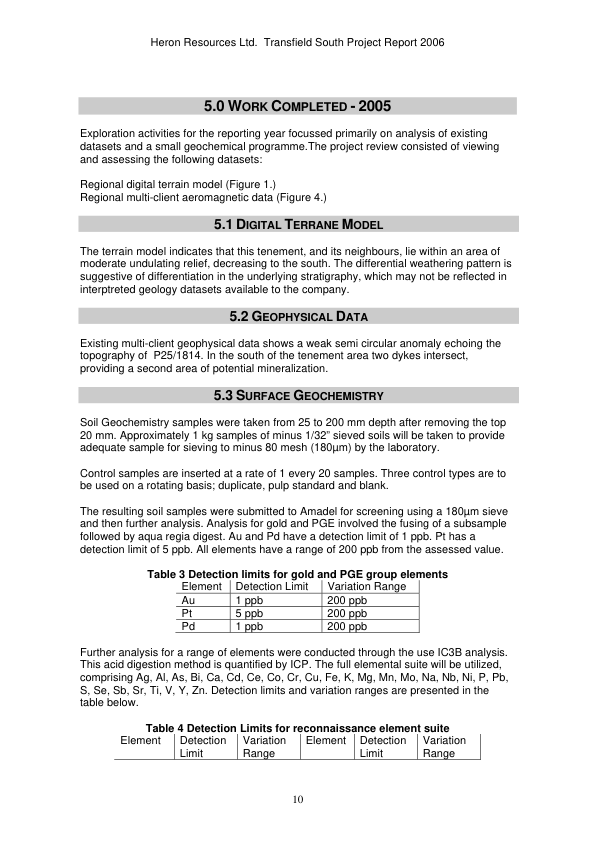 Heron Resources Ltd.  Transfield South Project Report 2006
5.0 WORK COMPLETED - 2005
Exploration activities for the reporting year focussed primarily on analysis of existing
datasets and a small geochemical programme.The project review consisted of viewing
and assessing the following datasets:
Regional digital terrain model (Figure 1.)
Regional multi-client aeromagnetic data (Figure 4.)
5.1 DIGITAL TERRANE MODEL
The terrain model indicates that this tenement, and its neighbours, lie within an area of
moderate undulating relief, decreasing to the south. The differential weathering pattern is
suggestive of differentiation in the underlying stratigraphy, which may not be reflected in
interptreted geology datasets available to the company.
5.2 GEOPHYSICAL DATA
Existing multi-client geophysical data shows a weak semi circular anomaly echoing the
topography of  P25/1814. In the south of the tenement area two dykes intersect,
providing a second area of potential mineralization.
5.3 SURFACE GEOCHEMISTRY
Soil Geochemistry samples were taken from 25 to 200 mm depth after removing the top
20 mm. Approximately 1 kg samples of minus 1/32” sieved soils will be taken to provide
adequate sample for sieving to minus 80 mesh (180µm) by the laboratory.
Control samples are inserted at a rate of 1 every 20 samples. Three control types are to
be used on a rotating basis; duplicate, pulp standard and blank.
The resulting soil samples were submitted to Amadel for screening using a 180µm sieve
and then further analysis. Analysis for gold and PGE involved the fusing of a subsample
followed by aqua regia digest. Au and Pd have a detection limit of 1 ppb. Pt has a
detection limit of 5 ppb. All elements have a range of 200 ppb from the assessed value.
Table 3 Detection limits for gold and PGE group elements
Element Detection Limit Variation Range
Au 1 ppb 200 ppb
Pt 5 ppb 200 ppb
Pd 1 ppb 200 ppb
Further analysis for a range of elements were conducted through the use IC3B analysis.
This acid digestion method is quantified by ICP. The full elemental suite will be utilized,
comprising Ag, Al, As, Bi, Ca, Cd, Ce, Co, Cr, Cu, Fe, K, Mg, Mn, Mo, Na, Nb, Ni, P, Pb,
S, Se, Sb, Sr, Ti, V, Y, Zn. Detection limits and variation ranges are presented in the
table below.
Table 4 Detection Limits for reconnaissance element suite
Element Detection Variation Element Detection Variation
Limit Range Limit Range
10